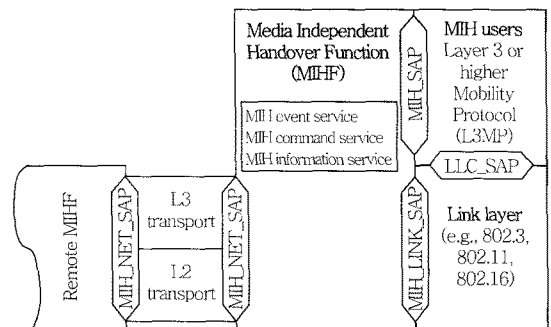 Media Independent
Handover Function
(MIHF)
MIH event service
MIH command service
MIH information service
MIH_SAP
MIH users
Layer 3 or
higher
Mobility
Protocol
(L3MP)
LLC_SAP
Remote MIHF
MIH_NET_SAP
L3
transport
L2
transport
MIH_NET_SAP
MIH_LINK_SAP
Link layer
(e.g., 802.3,
802.11,
802.16)